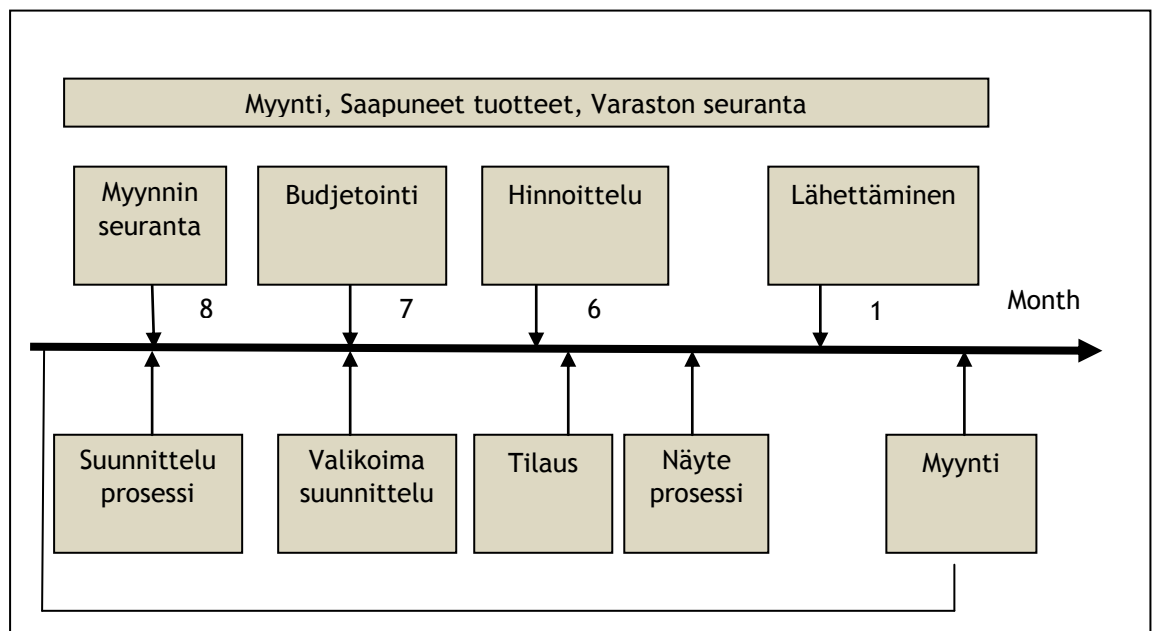 Myynti, Saapuneet tuotteet, Varaston seuranta
Myynnin
seuranta
Budjetointi
Hinnoittelu
Lähettäminen
8
7
6
1
Month
Suunnittelu
prosessi
Valikoima
suunnittelu
Tilaus
Näyte
prosessi
Myynti